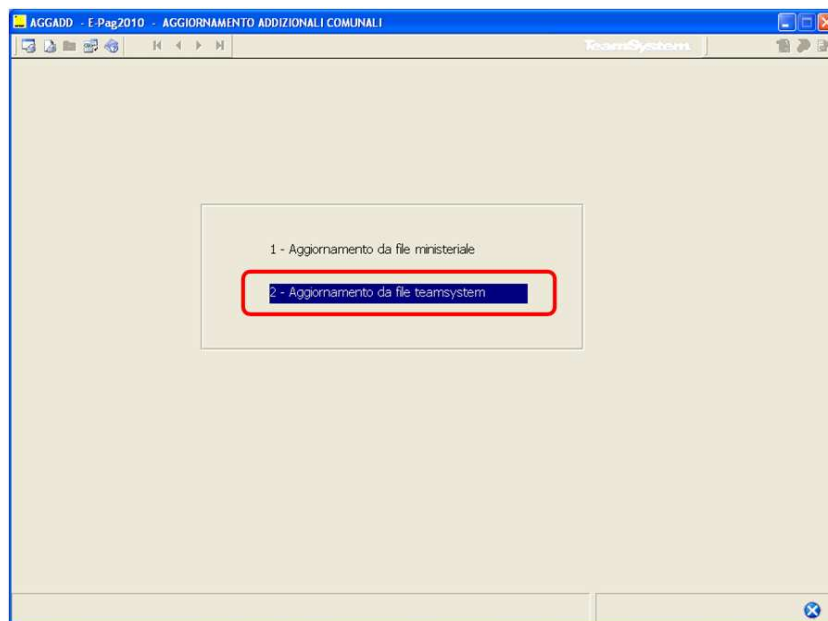 AGGADD - E-Pag2010 - AGGIORNAMENTO ADDIZIONALI COMUNALI
TeamSystem
1 - Aggiornamento da file ministeriale
2 - Aggiornamento da file teamsystem